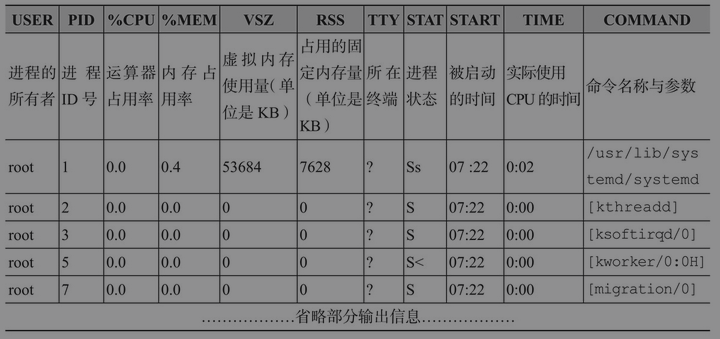 USER PID %CPU %MEM VSZ RSS TTY STAT START TIME COMMAND
进程的所有者 进程ID号 运算器占用率 内存占用率 虚拟内存使用量(单位是KB) 占用的固定内存量(单位是KB) 所在终端 进程状态 被启动的时间 实际使用CPU的时间 命令名称与参数
root 1 0.0 0.4 53684 7628 ? Ss 07 :22 0:02 /usr/lib/systemd/systemd
root 2 0.0 0.0 0 0 ? S 07:22 0:00 [kthreadd]
root 3 0.0 0.0 0 0 ? S 07:22 0:00 [ksoftirqd/0]
root 5 0.0 0.0 0 0 ? S< 07:22 0:00 [kworker/0:0H]
root 7 0.0 0.0 0 0 ? S 07:22 0:00 [migration/0]
………………省略部分输出信息………………